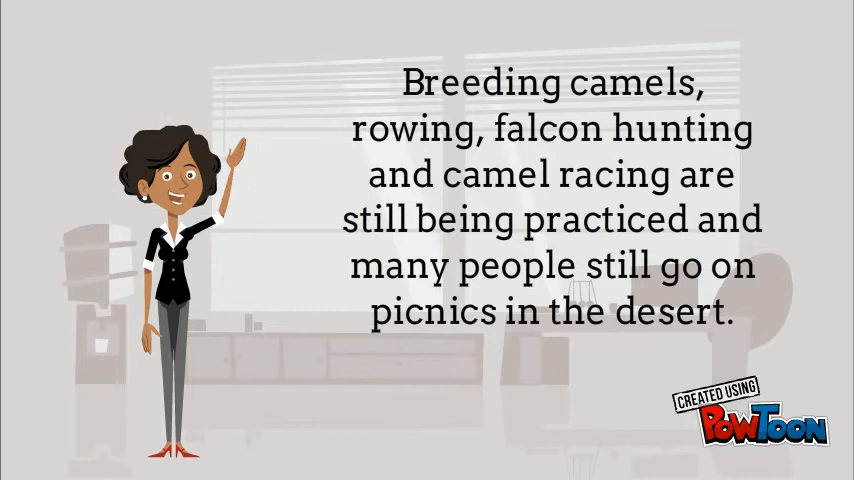 Breeding camels,
rowing, falcon hunting
and camel racing are
still being practiced and
many people still go on
picnics in the desert.
CREATED USING
POWTOON